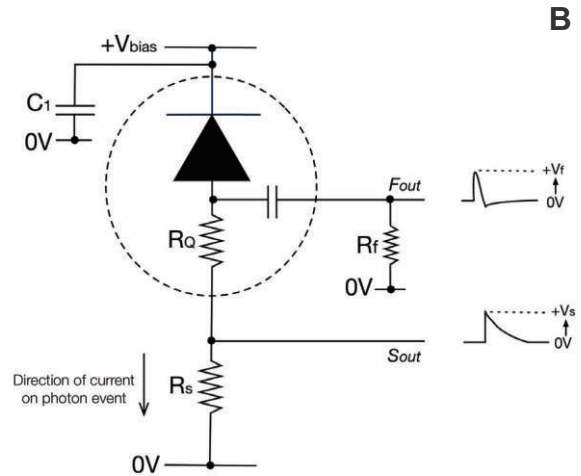 B
+Vbias
C1
0V
Fout
+Vf
0V
RQ
Rf
0V
+Vs
0V
Sout
Direction of current
on photon event
Rs
0V